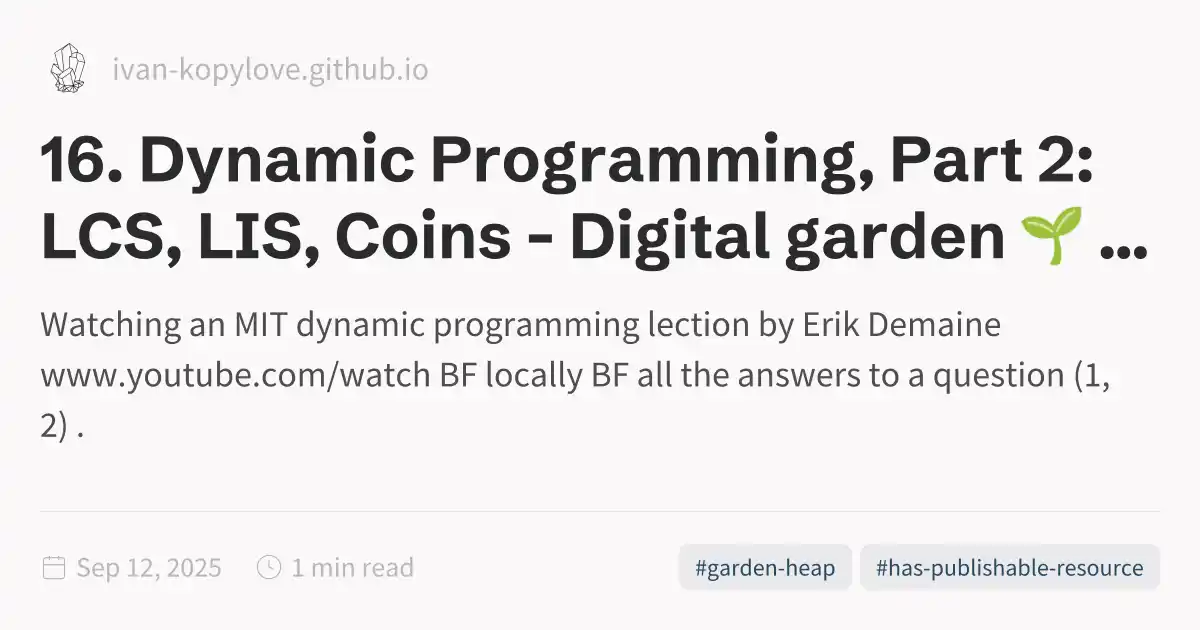 ivan-kopylove.github.io
16. Dynamic Programming, Part 2:
LCS, LIS, Coins - Digital garden 🌱 ...
Watching an MIT dynamic programming lection by Erik Demaine
www.youtube.com/watch BF locally BF all the answers to a question (1,
2) .
Sep 12, 2025 1 min read #garden-heap #has-publishable-resource